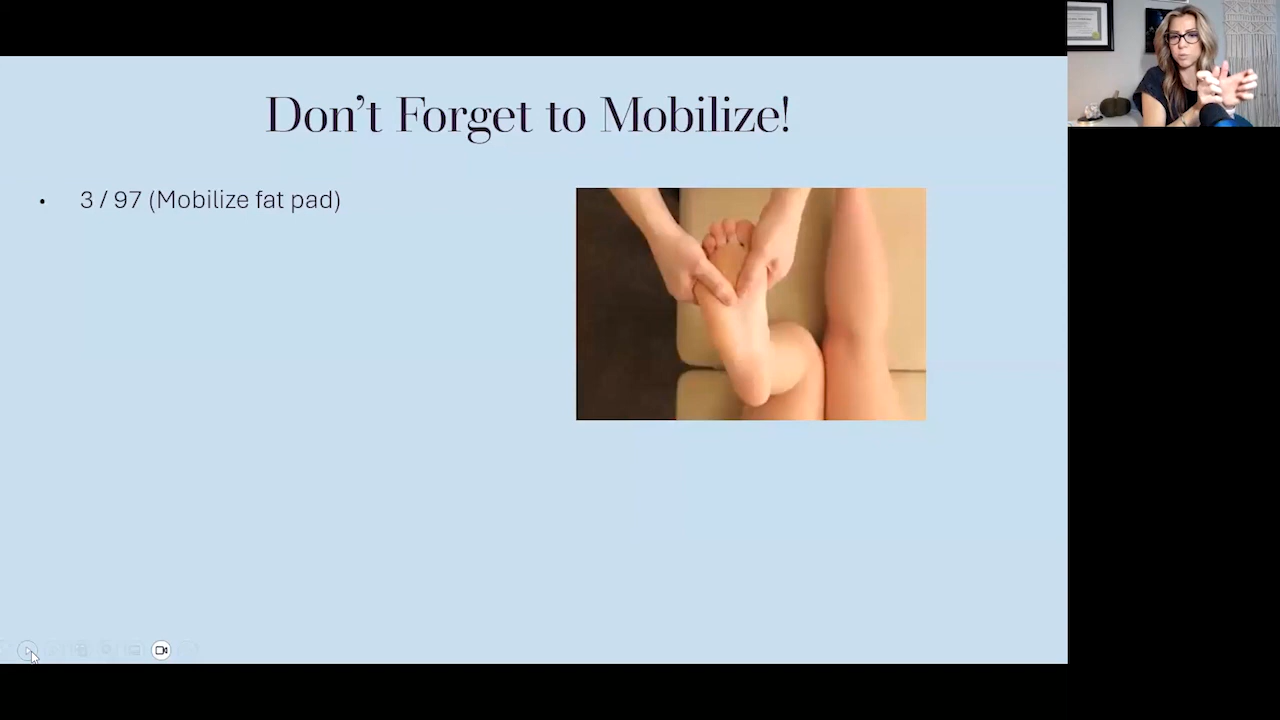 Don’t Forget to Mobilize!
• 3 / 97 (Mobilize fat pad)